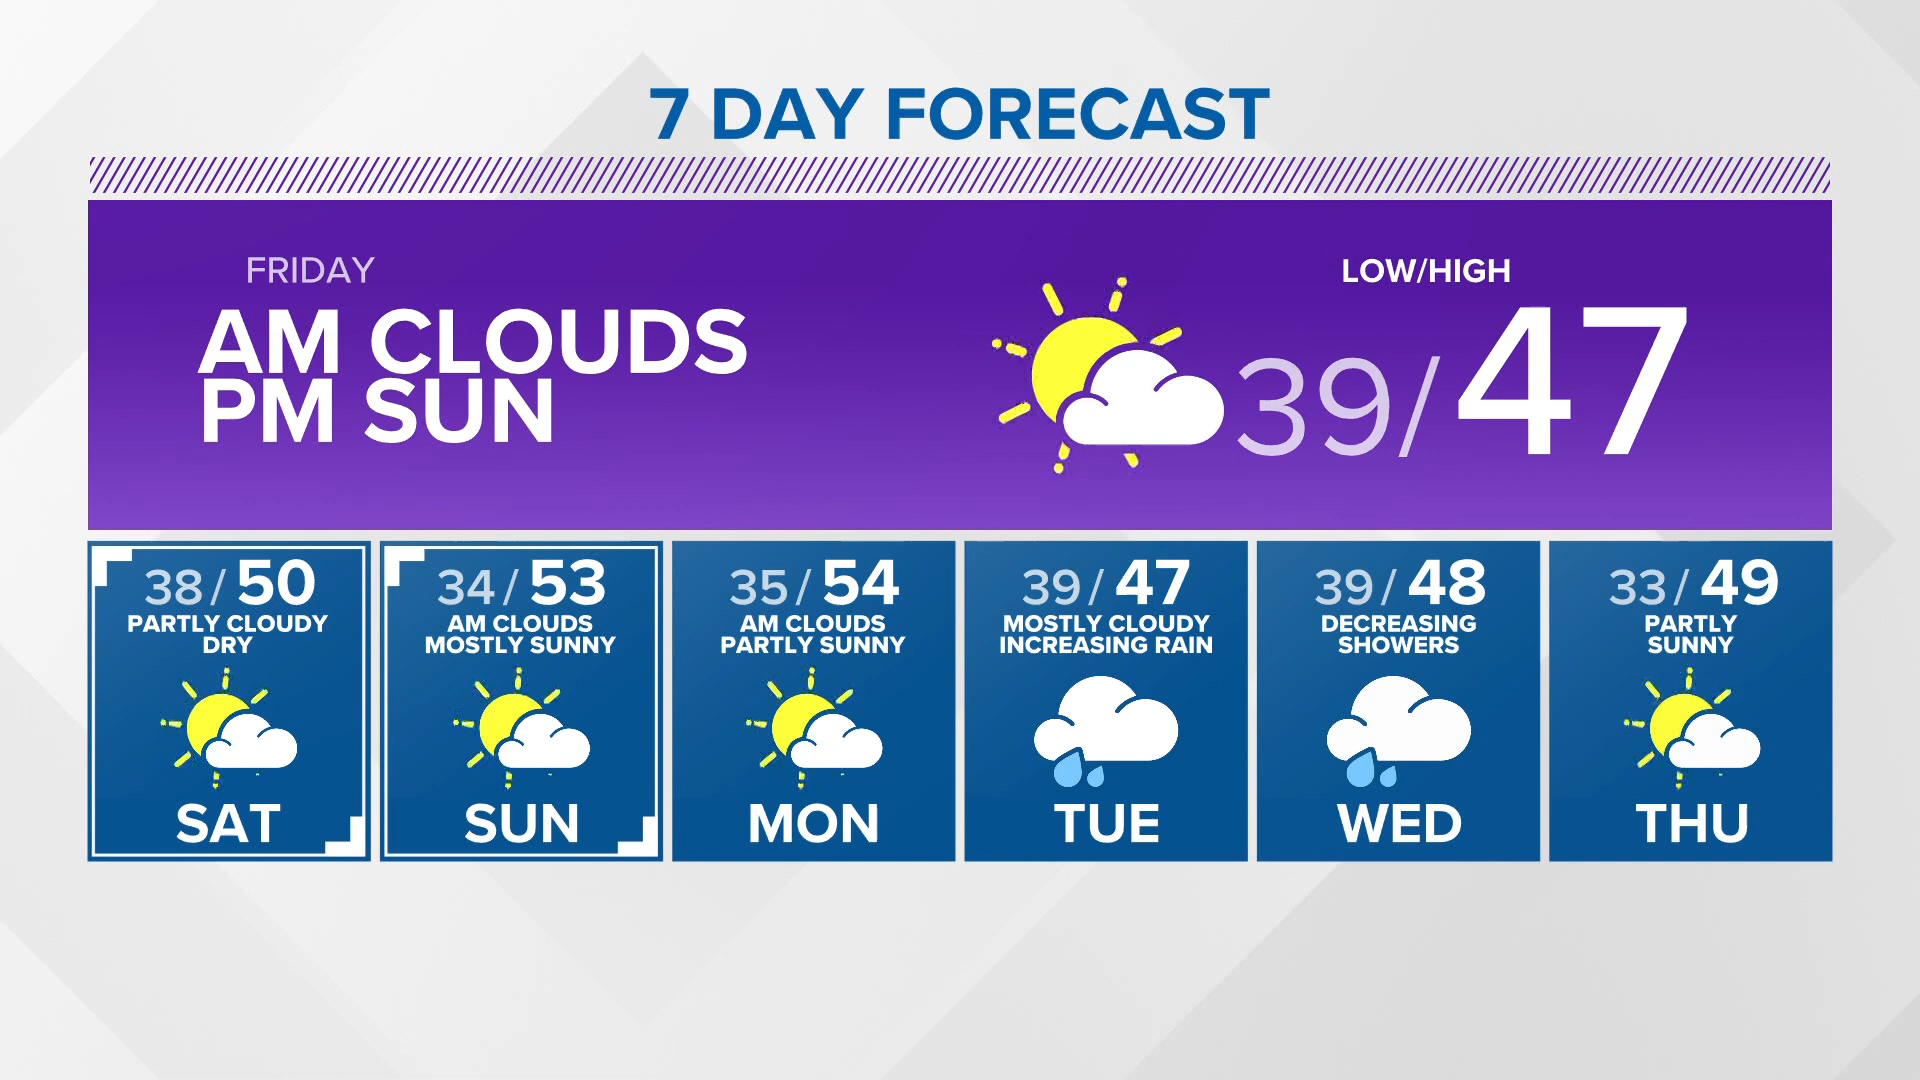 7 DAY FORECAST
FRIDAY
AM CLOUDS
PM SUN
LOW/HIGH
39/47
38/50
PARTLY CLOUDY
DRY
SAT
34/53
AM CLOUDS
MOSTLY SUNNY
SUN
35/54
AM CLOUDS
PARTLY SUNNY
MON
39/47
MOSTLY CLOUDY
INCREASING RAIN
TUE
39/48
DECREASING
SHOWERS
WED
33/49
PARTLY
SUNNY
THU